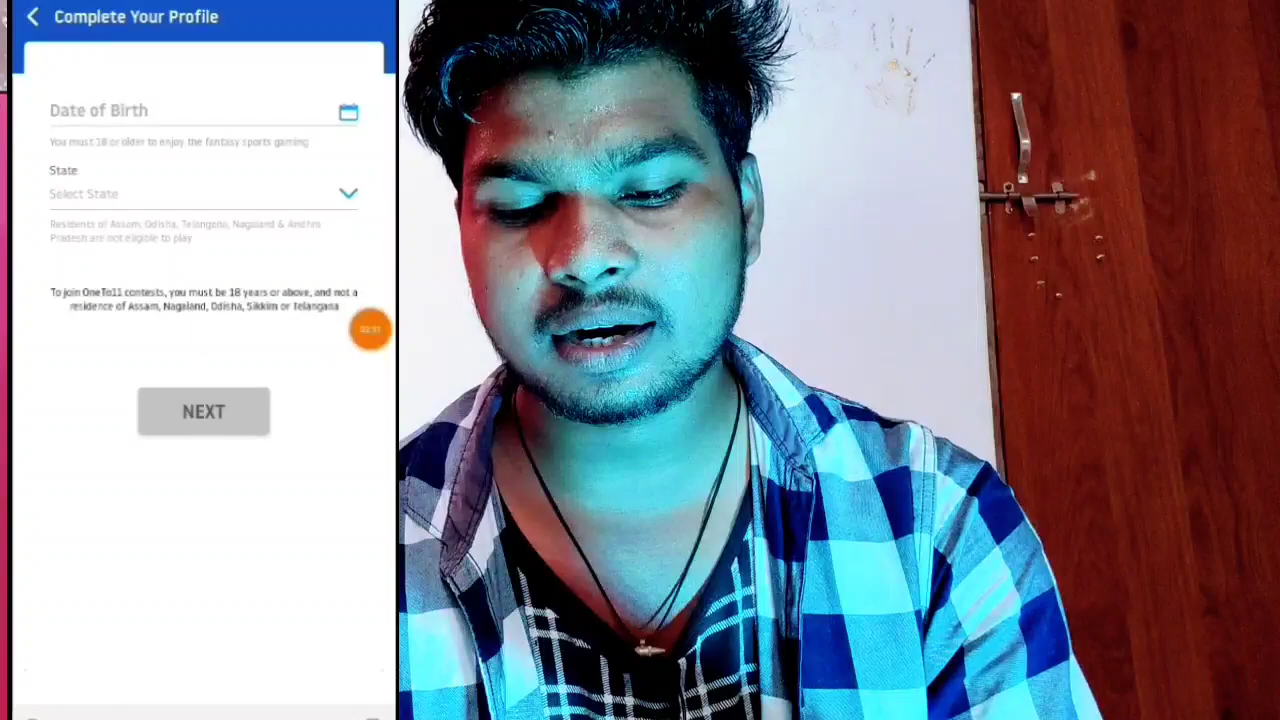 Complete Your Profile
Date of Birth
You must 18 or older to enjoy the fantasy sports gaming
State
Select State
Residents of Assam, Odisha, Telangana, Nagaland & Andhra
Pradesh are not eligible to play
To join OneTo11 contests, you must be 18 years or above, and not a
residence of Assam, Nagaland, Odisha, Sikkim or Telangana
NEXT